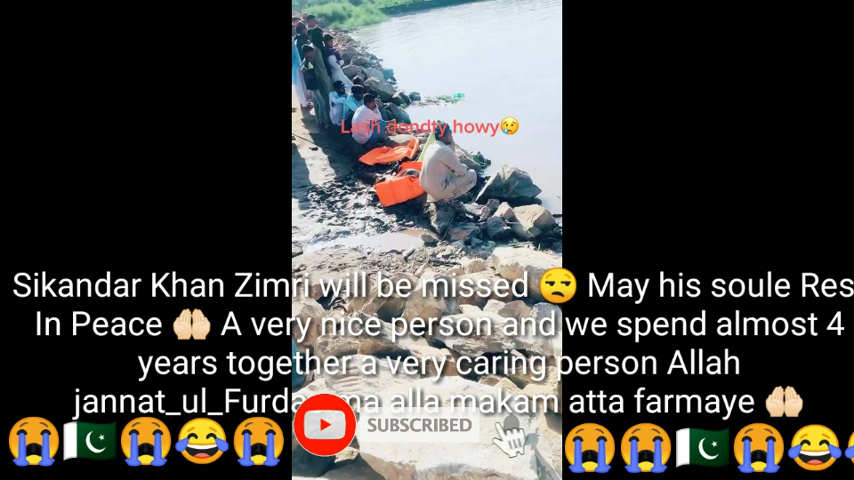 Lash dondty howy😢
Sikandar Khan Zimri will be missed 😒 May his soule Res
In Peace 🤲🏻 A very nice person and we spend almost 4
years together a very caring person Allah
jannat_ul_Furda ma alla makam atta farmaye 🤲🏻
😭🇵🇰😭😂😭 SUBSCRIBED 😭😭🇵🇰😭😂